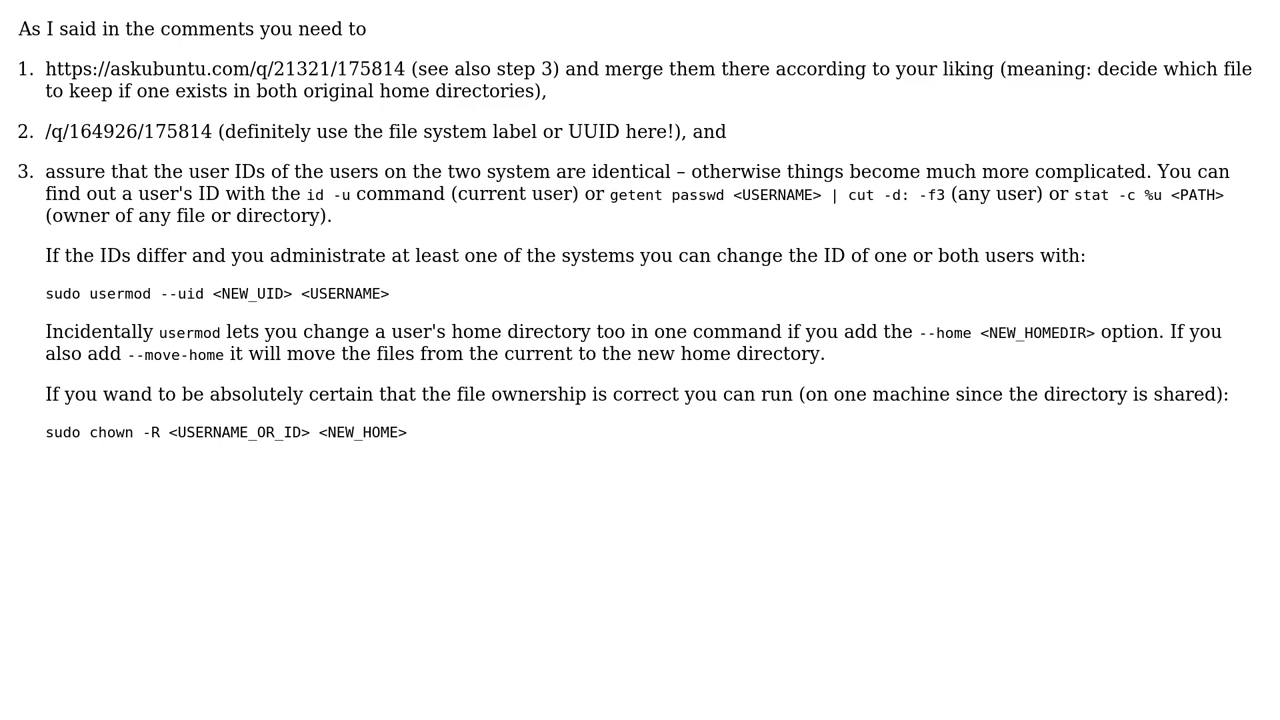 As I said in the comments you need to
1. https://askubuntu.com/q/21321/175814 (see also step 3) and merge them there according to your liking (meaning: decide which file
to keep if one exists in both original home directories),
2. /q/164926/175814 (definitely use the file system label or UUID here!), and
3. assure that the user IDs of the users on the two system are identical – otherwise things become much more complicated. You can
find out a user's ID with the id -u command (current user) or getent passwd <USERNAME> | cut -d: -f3 (any user) or stat -c %u <PATH>
(owner of any file or directory).
If the IDs differ and you administrate at least one of the systems you can change the ID of one or both users with:
sudo usermod --uid <NEW_UID> <USERNAME>
Incidentally usermod lets you change a user's home directory too in one command if you add the --home <NEW_HOMEDIR> option. If you
also add --move-home it will move the files from the current to the new home directory.
If you wand to be absolutely certain that the file ownership is correct you can run (on one machine since the directory is shared):
sudo chown -R <USERNAME_OR_ID> <NEW_HOME>